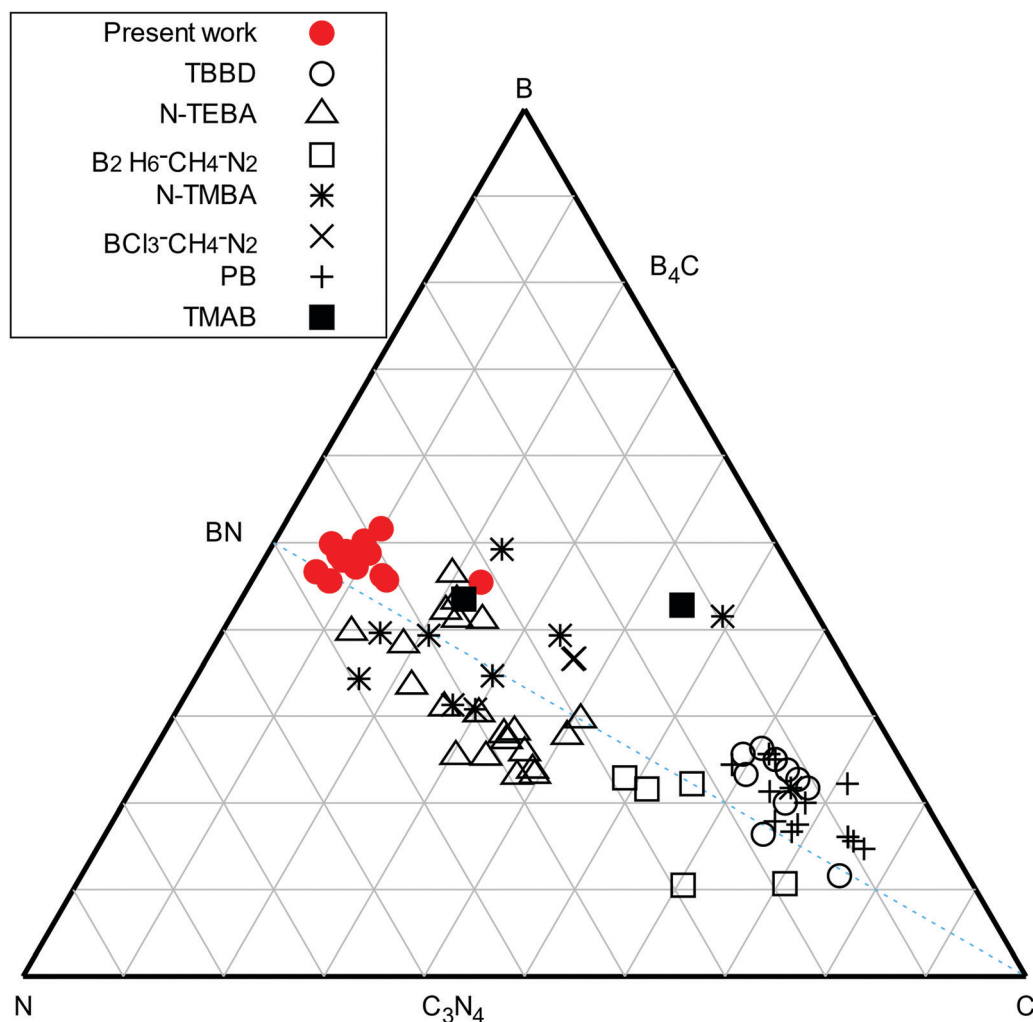 Present work
TBBD
N-TEBA
B2 H6-CH4-N2
N-TMBA
BCl3-CH4-N2
PB
TMAB
B
B₄C
BN
N
C₃N₄
C